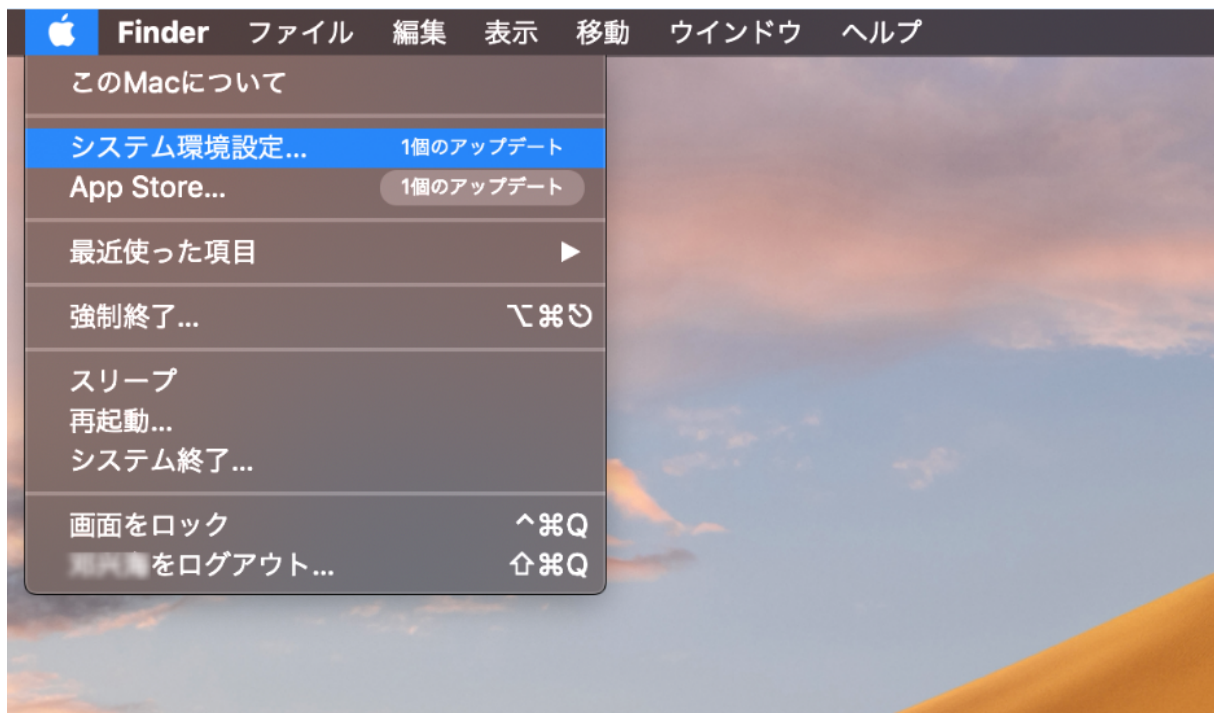 Finder ファイル 編集 表示 移動 ウインドウ ヘルプ
このMacについて
システム環境設定... 1個のアップデート
App Store... 1個のアップデート
最近使った項目 ▶
強制終了... ⌥⌘⎋
スリープ
再起動...
システム終了...
画面をロック ^⌘Q
をログアウト... ⇧⌘Q